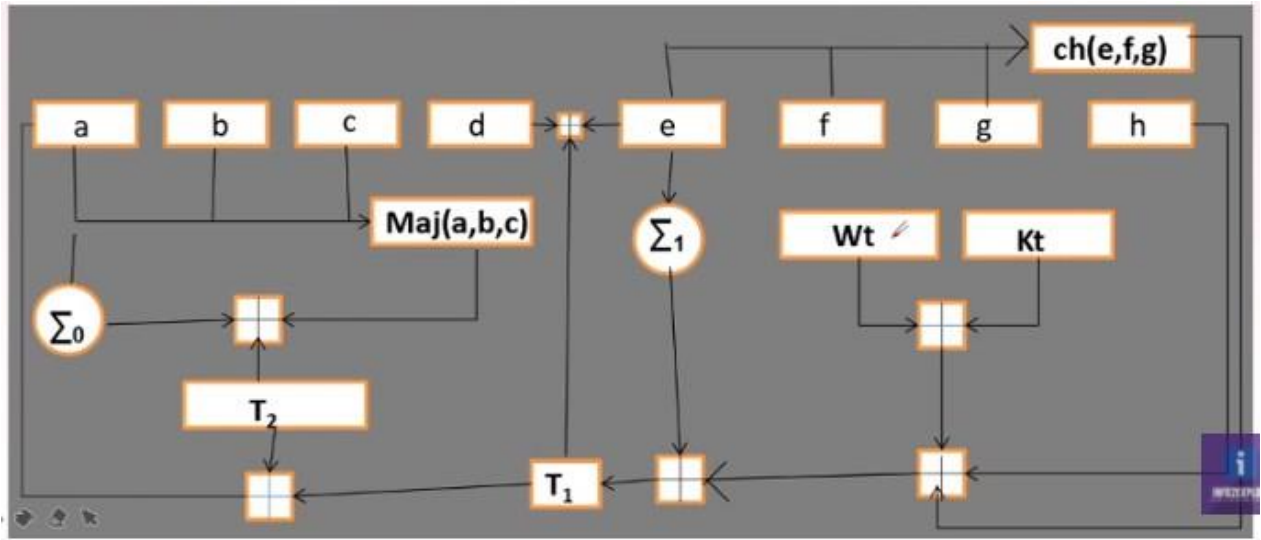 ch(e,f,g)
a b c d e f g h
Maj(a,b,c)
∑₁
Wt
Kt
∑₀
T₂
T₁